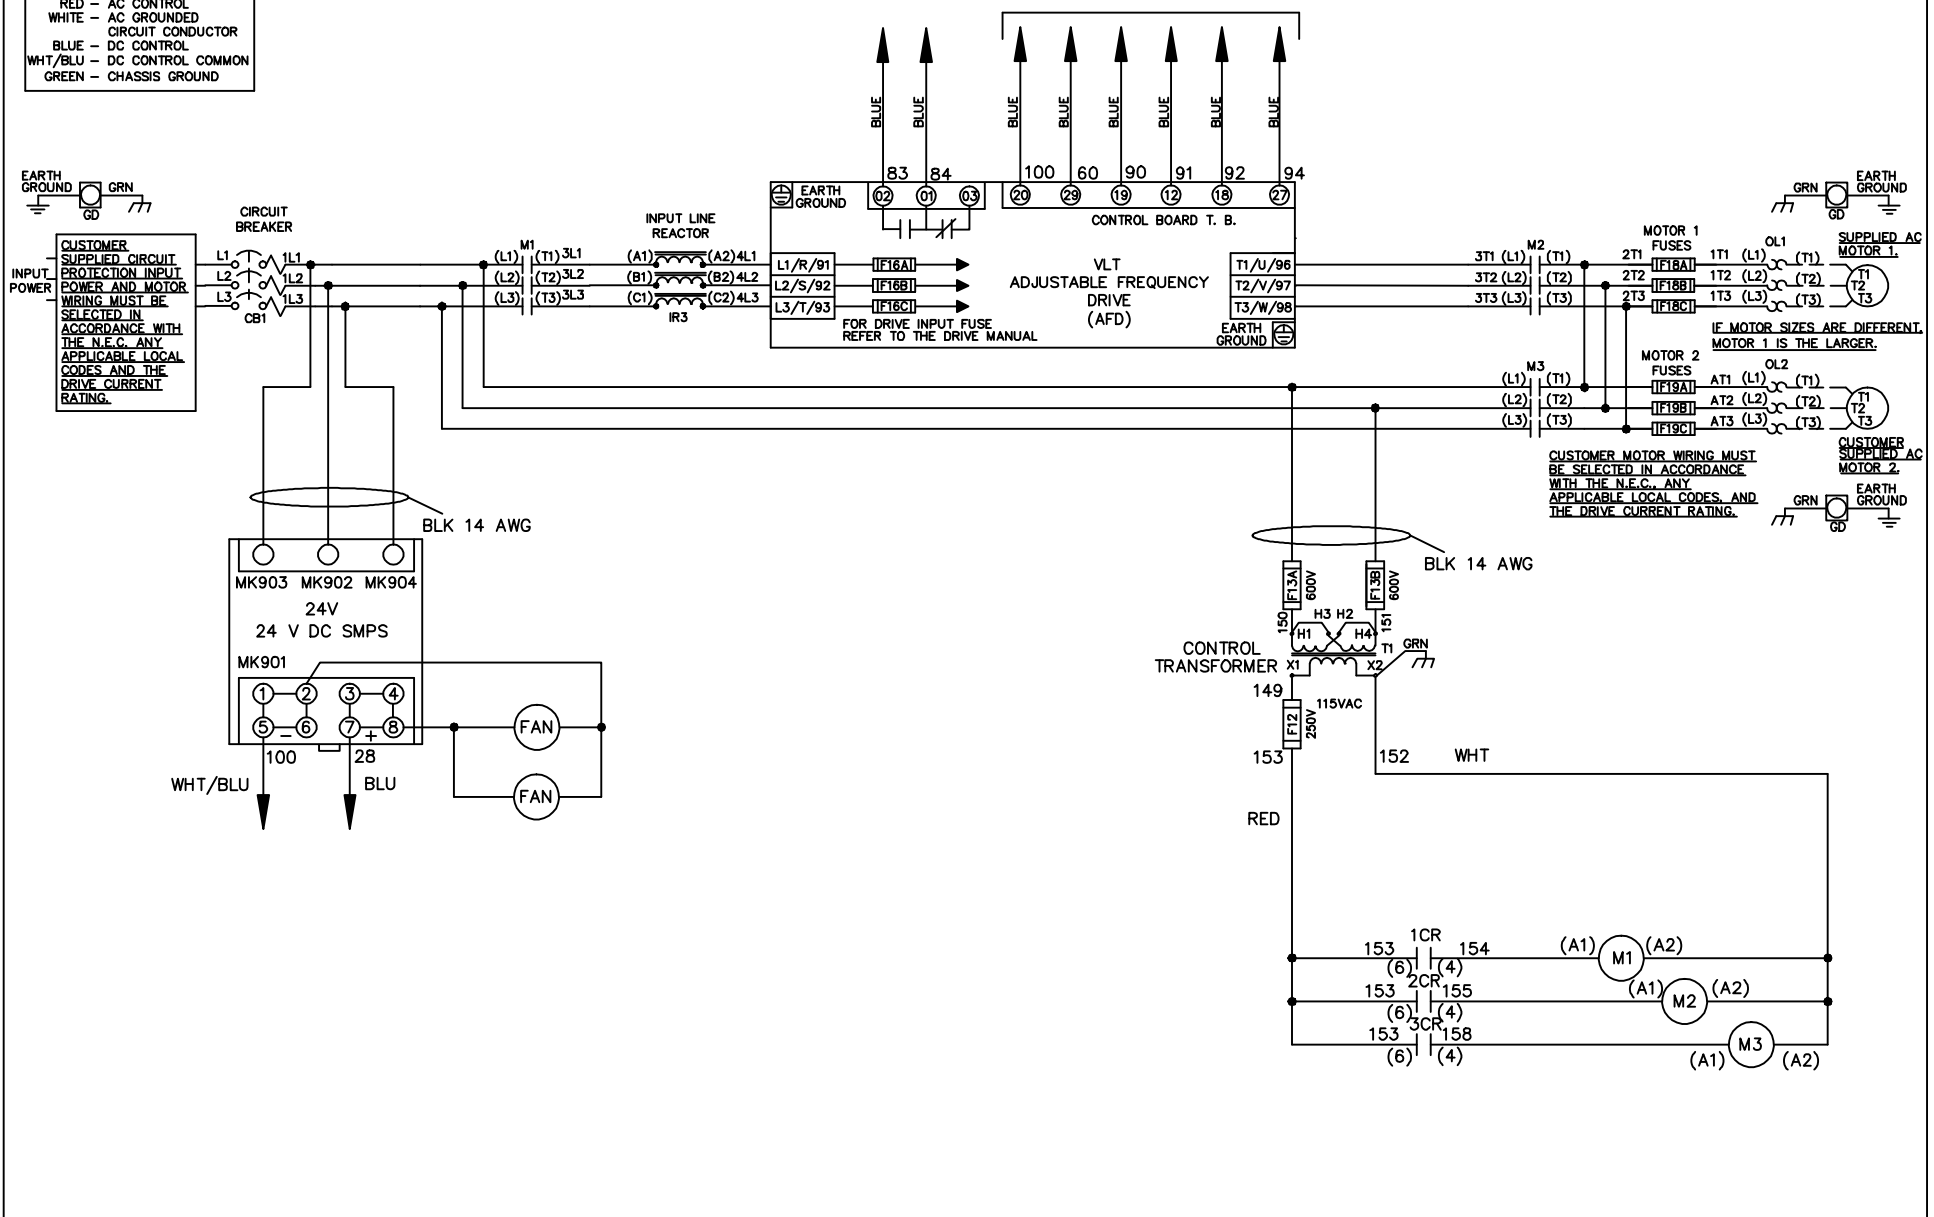 RED – AC CONTROL
WHITE – AC GROUNDED
CIRCUIT CONDUCTOR
BLUE – DC CONTROL
WHT/BLU – DC CONTROL COMMON
GREEN – CHASSIS GROUND
BLUE
BLUE
BLUE
BLUE
BLUE
BLUE
BLUE
BLUE
83
84
100
60
90
91
92
94
EARTH
GROUND
GRN
GD
EARTH
GROUND
02
01
03
20
29
19
12
18
27
CONTROL BOARD T. B.
GRN
EARTH
GROUND
GD
CIRCUIT
BREAKER
INPUT LINE
REACTOR
INPUT
POWER
CUSTOMER
SUPPLIED CIRCUIT
PROTECTION INPUT
POWER AND MOTOR
WIRING MUST BE
SELECTED IN
ACCORDANCE WITH
THE N.E.C. ANY
APPLICABLE LOCAL
CODES AND THE
DRIVE CURRENT
RATING.
L1
1L1
L2
1L2
L3
1L3
CB1
M1
(L1) (T1) 3L1
(L2) (T2) 3L2
(L3) (T3) 3L3
(A1) (A2) 4L1
(B1) (B2) 4L2
(C1) (C2) 4L3
IR3
L1/R/91 F16A
L2/S/92 F16B
L3/T/93 F16C
FOR DRIVE INPUT FUSE
REFER TO THE DRIVE MANUAL
VLT
ADJUSTABLE FREQUENCY
DRIVE
(AFD)
T1/U/96
T2/V/97
T3/W/98
EARTH
GROUND
M2
3T1 (L1) (T1)
3T2 (L2) (T2)
3T3 (L3) (T3)
MOTOR 1
FUSES
OL1
2T1 F18A 1T1 (L1) (T1)
2T2 F18B 1T2 (L2) (T2)
2T3 F18C 1T3 (L3) (T3)
SUPPLIED AC
MOTOR 1.
T1
T2
T3
IF MOTOR SIZES ARE DIFFERENT,
MOTOR 1 IS THE LARGER.
M3
(L1) (T1)
(L2) (T2)
(L3) (T3)
MOTOR 2
FUSES
OL2
F19A AT1 (L1) (T1)
F19B AT2 (L2) (T2)
F19C AT3 (L3) (T3)
T1
T2
T3
CUSTOMER
SUPPLIED AC
MOTOR 2.
CUSTOMER MOTOR WIRING MUST
BE SELECTED IN ACCORDANCE
WITH THE N.E.C., ANY
APPLICABLE LOCAL CODES, AND
THE DRIVE CURRENT RATING.
GRN
EARTH
GROUND
GD
BLK 14 AWG
MK903 MK902 MK904
24V
24 V DC SMPS
MK901
1
2
3
4
5
–
6
7
+
8
100
28
WHT/BLU
BLU
FAN
FAN
BLK 14 AWG
F13A
600V
F13B
600V
150
151
H3 H2
H1
H4
T1
GRN
CONTROL
TRANSFORMER
X1
X2
149
115VAC
F12
250V
153
152
WHT
RED
1CR
153
154
(6)
(4)
(A1)
M1
(A2)
2CR
153
155
(6)
(4)
(A1)
M2
(A2)
3CR
153
158
(6)
(4)
(A1)
M3
(A2)